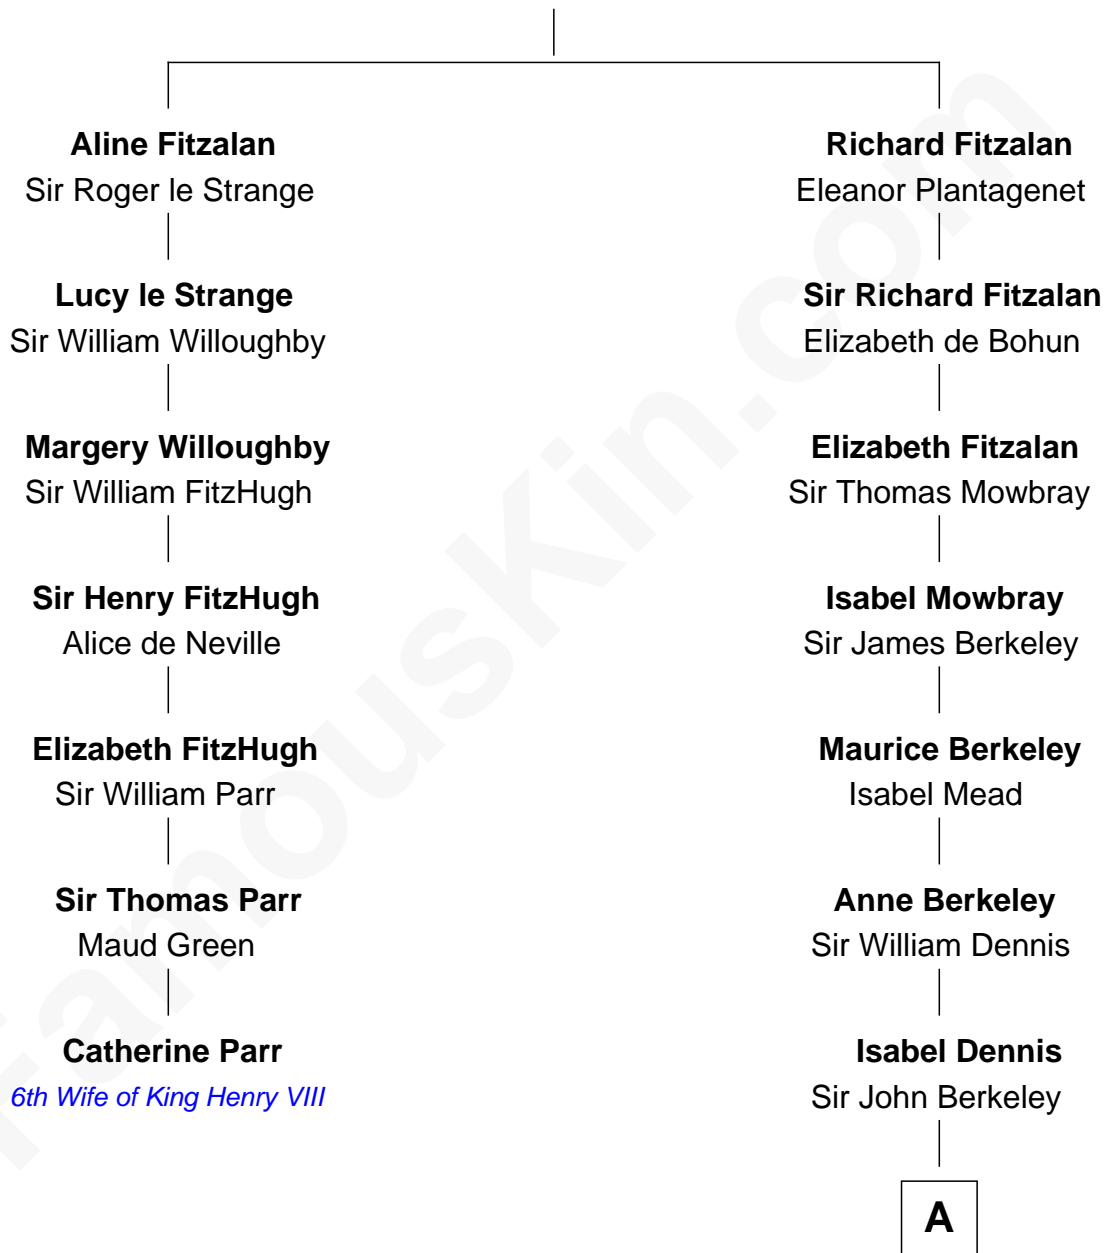 Aline Fitzalan
Sir Roger le Strange
Lucy le Strange
Sir William Willoughby
Margery Willoughby
Sir William FitzHugh
Sir Henry FitzHugh
Alice de Neville
Elizabeth FitzHugh
Sir William Parr
Sir Thomas Parr
Maud Green
Catherine Parr
6th Wife of King Henry VIII
Richard Fitzalan
Eleanor Plantagenet
Sir Richard Fitzalan
Elizabeth de Bohun
Elizabeth Fitzalan
Sir Thomas Mowbray
Isabel Mowbray
Sir James Berkeley
Maurice Berkeley
Isabel Mead
Anne Berkeley
Sir William Dennis
Isabel Dennis
Sir John Berkeley
A
FamousKin.com